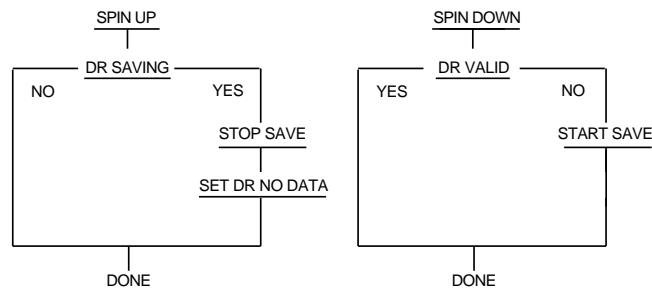 SPIN UP
DR SAVING
NO
YES
STOP SAVE
SET DR NO DATA
DONE
SPIN DOWN
DR VALID
YES
NO
START SAVE
DONE